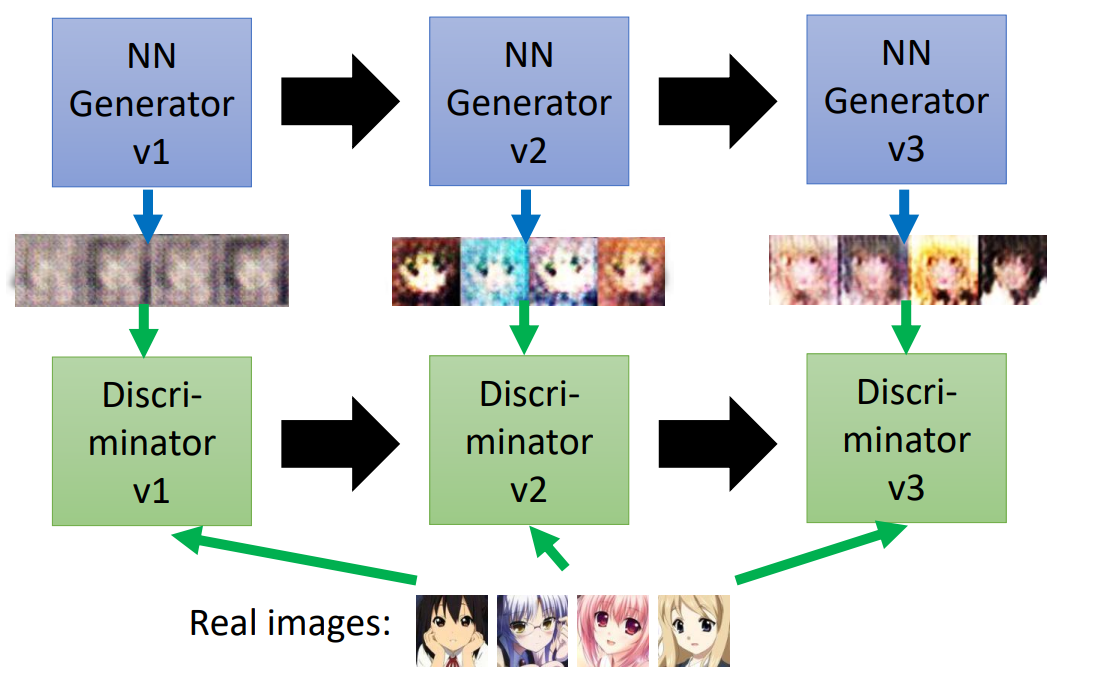 NN
Generator
v1
NN
Generator
v2
NN
Generator
v3
Discri-
minator
v1
Discri-
minator
v2
Discri-
minator
v3
Real images: